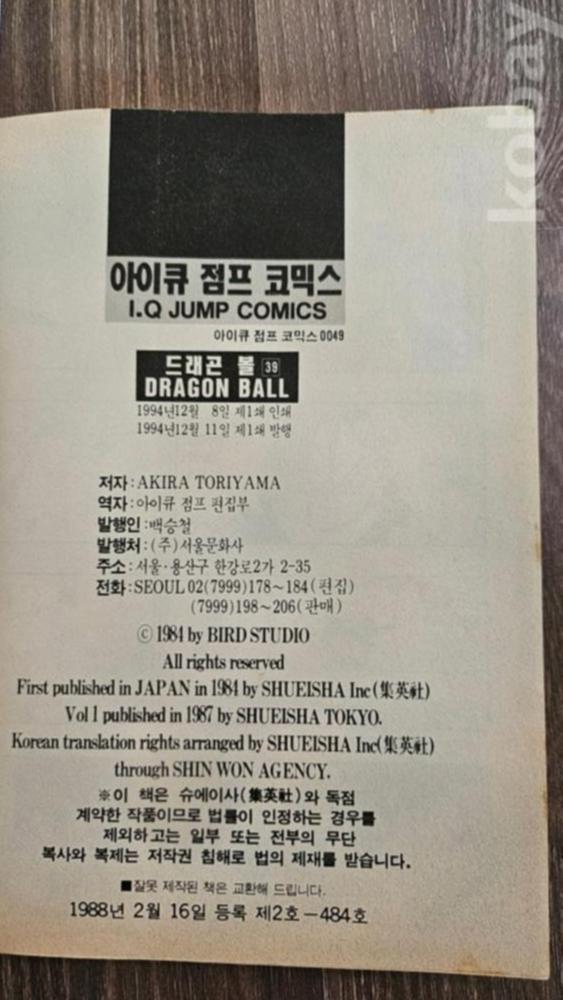 kobay
아이큐 점프 코믹스
I.Q JUMP COMICS
아이큐 점프 코믹스 0049
드래곤 볼 39
DRAGON BALL
1994년12월 8일 제1쇄 인쇄
1994년12월 11일 제1쇄 발행
저자:AKIRA TORIYAMA
역자:아이큐 점프 편집부
발행인:백승철
발행처:(주)서울문화사
주소:서울·용산구 한강로2가 2-35
전화:SEOUL 02(7999)178~184(편집)
(7999)198~206(판매)
ⓒ 1984 by BIRD STUDIO
All rights reserved
First published in JAPAN in 1984 by SHUEISHA Inc(集英社)
Vol 1 published in 1987 by SHUEISHA TOKYO.
Korean translation rights arranged by SHUEISHA Inc(集英社)
through SHIN WON AGENCY.
※이 책은 슈에이사(集英社)와 독점
계약한 작품이므로 법률이 인정하는 경우를
제외하고는 일부 또는 전부의 무단
복사와 복제는 저작권 침해로 법의 제재를 받습니다.
■잘못 제작된 책은 교환해 드립니다.
1988년 2월 16일 등록 제2호-484호